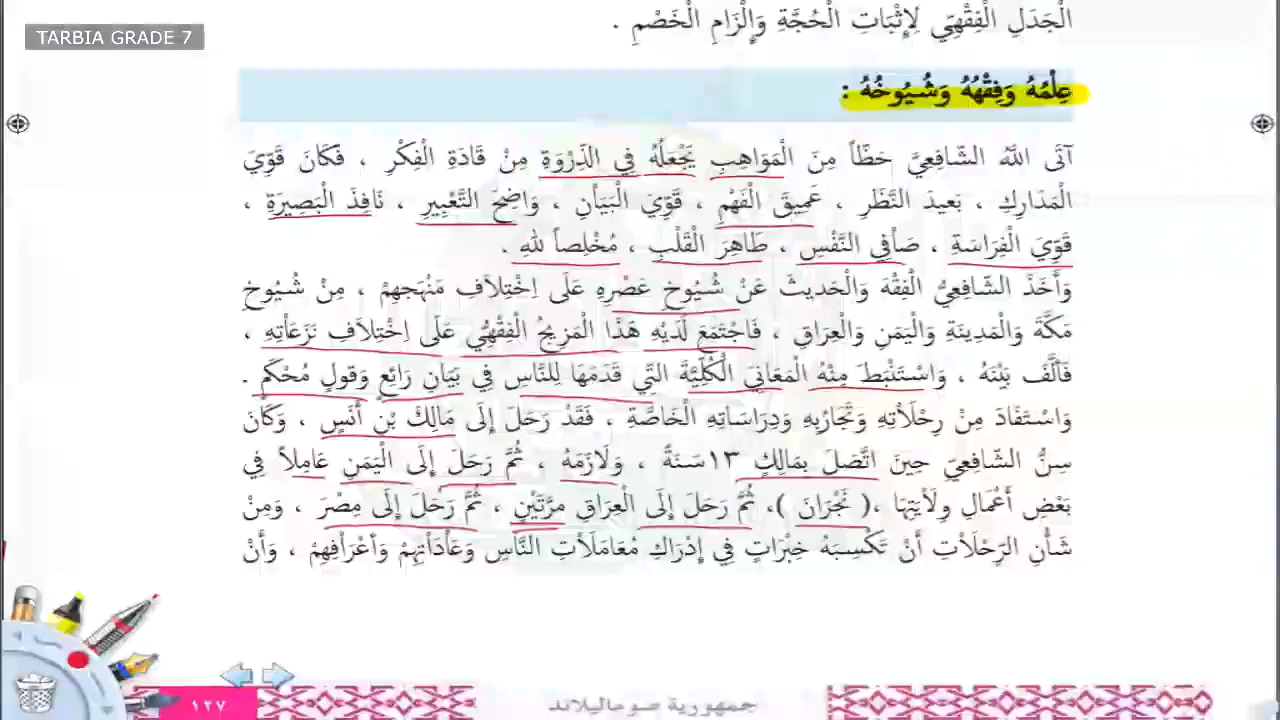 TARBIA GRADE 7
الْجَدَلِ الْفِقْهِي لِإِثْبَاتِ الْحُجَّةِ وَإِلْزَامِ الْخَصْمِ .
عِلْمُهُ وَفِقْهُهُ وَشُيُوخُهُ :
آتَى اللهُ الشَّافِعِيَّ حَظّاً مِنَ الْمَوَاهِبِ يَجْعَلُهُ فِي الذِّرْوَةِ مِنْ قَادَةِ الْفِكْرِ ، فَكَانَ قَوِيَّ
الْمَدَارِكِ ، بَعِيدَ النَّظَرِ ، عَمِيقَ الْفَهْمِ ، قَوِيَّ الْبَيَانِ ، وَاضِحَ التَّعْبِيرِ ، نَافِذَ الْبَصِيرَةِ ،
قَوِيَّ الْفِرَاسَةِ ، صَافِي النَّفْسِ ، طَاهِرَ الْقَلْبِ ، مُخْلِصاً للهِ .
وَأَخَذَ الشَّافِعِيُّ الْفِقْهَ وَالْحَدِيثَ عَنْ شُيُوخِ عَصْرِهِ عَلَى اِخْتِلَافِ مَنْهَجِهِمْ ، مِنْ شُيُوخِ
مَكَّةَ وَالْمَدِينَةِ وَالْيَمَنِ وَالْعِرَاقِ ، فَاجْتَمَعَ لَدَيْهِ هَذَا الْمَزِيجُ الْفِقْهِيُّ عَلَى اِخْتِلَافِ نَزَعَاتِهِ ،
فَأَلَّفَ بَيْنَهُ ، وَاسْتَنْبَطَ مِنْهُ الْمَعَانِيَ الْكُلِّيَّةَ الَّتِي قَدَمَهَا لِلنَّاسِ فِي بَيَانٍ رَائِعٍ وَقَولٍ مُحْكَمٍ .
وَاسْتَفَادَ مِنْ رِحْلَاتِهِ وَتَجَارِبِهِ وَدِرَاسَاتِهِ الْخَاصَّةِ ، فَقَدْ رَحَلَ إِلَى مَالِكْ بْنِ أَنَسٍ ، وَكَانَ
سِنُّ الشَّافِعِيِّ حِينَ اتَّصَلَ بِمَالِكٍ ١٣سَنَةً ، وَلَازَمَهُ ، ثُمَّ رَحَلَ إِلَى الْيَمَنِ عَامِلاً فِي
بَعْضِ أَعْمَالِ وِلَايَتِهَا ،( نَجْرَانَ )، ثُمَّ رَحَلَ إِلَى الْعِرَاقِ مَرَّتَيْنِ ، ثُمَّ رَحَلَ إِلَى مِصْرَ ، وَمِنْ
شَأْنِ الرَّحْلَاتِ أَنْ تَكْسِبَهُ خِبْرَاتٍ فِي إِدْرَاكِ مُعَامَلَاتِ النَّاسِ وَعَادَاتِهِمْ وَأَعْرَافِهِمْ ، وَأَنْ
جمهورية صوماليلاند
١٢٧